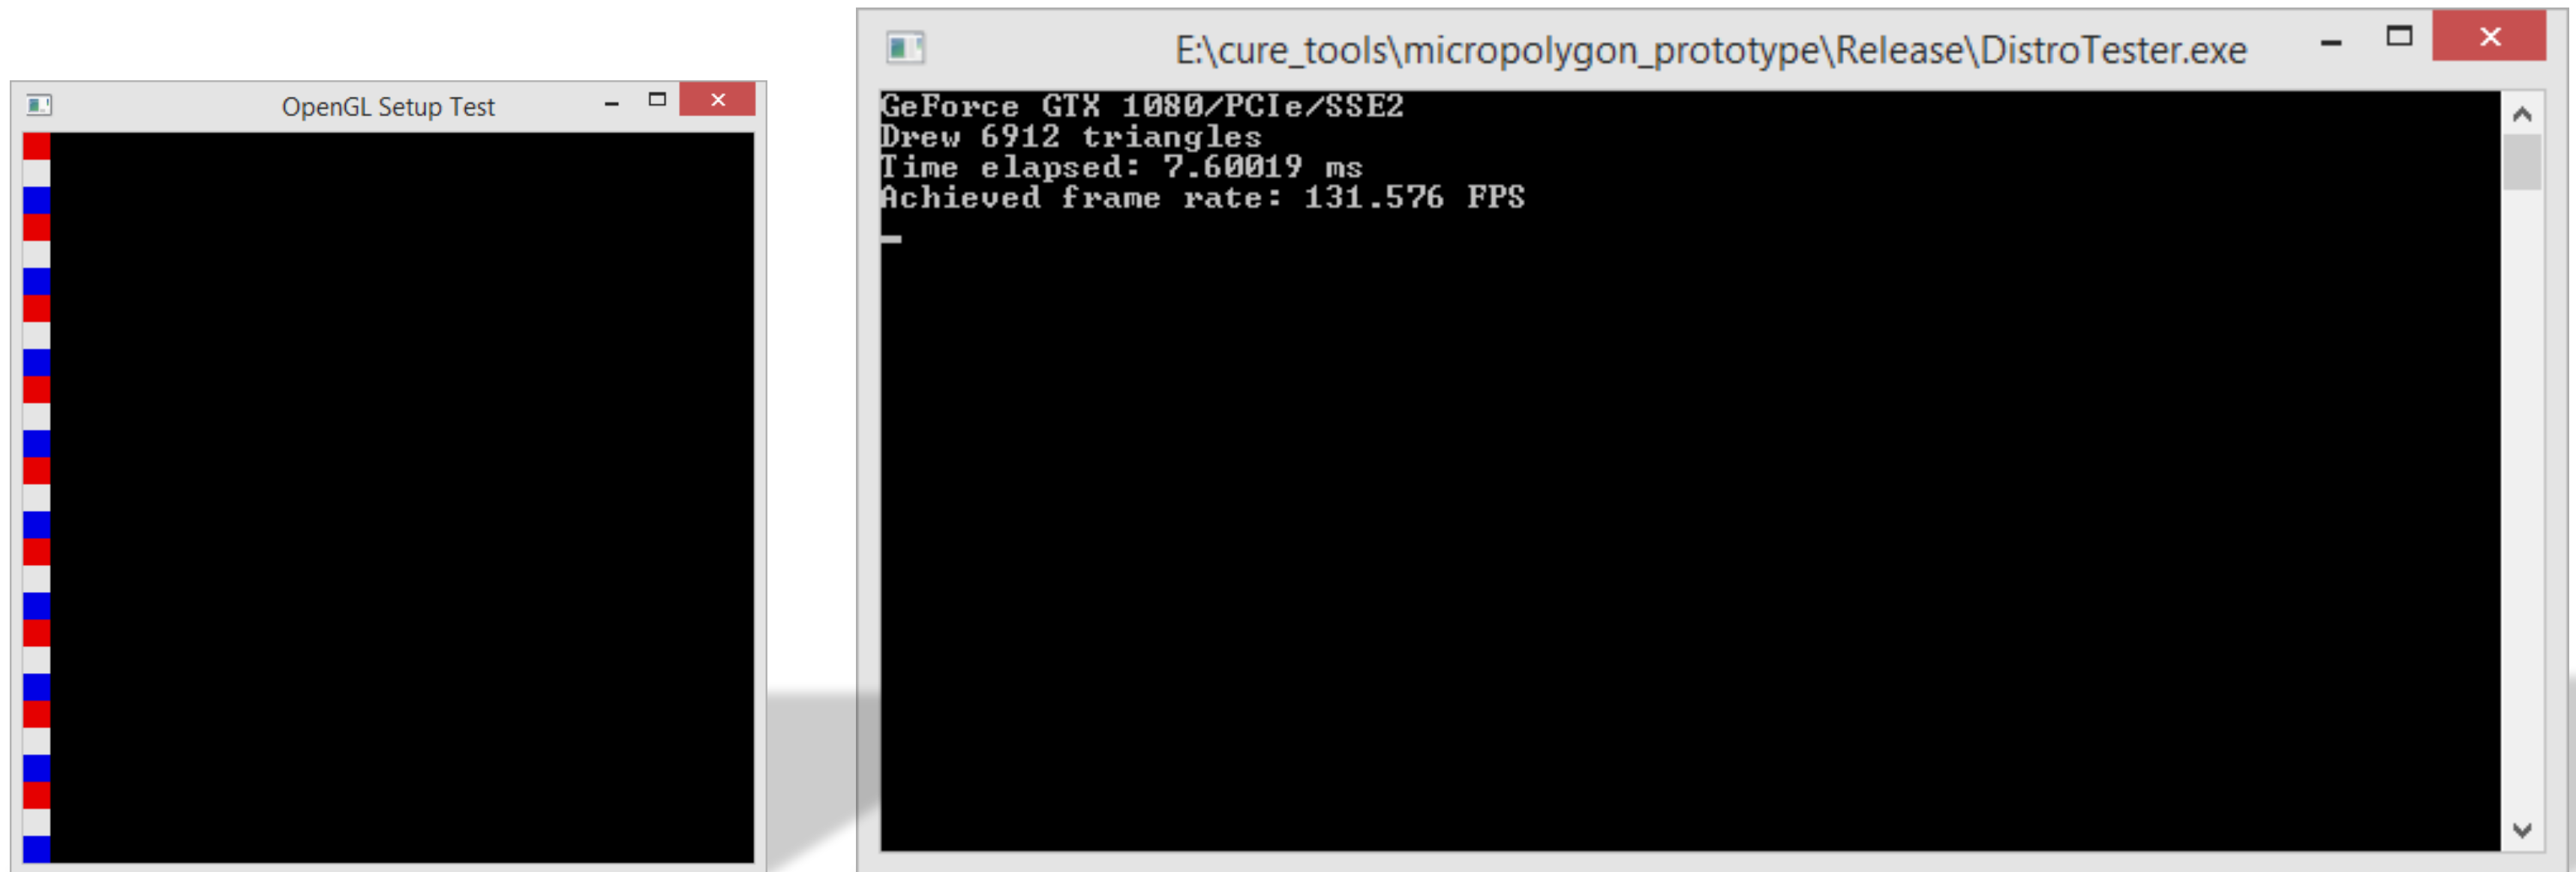 OpenGL Setup Test
E:\cure_tools\micropolygon_prototype\Release\DistroTester.exe
GeForce GTX 1080/PCIe/SSE2
Drew 6912 triangles
Time elapsed: 7.60019 ms
Achieved frame rate: 131.576 FPS